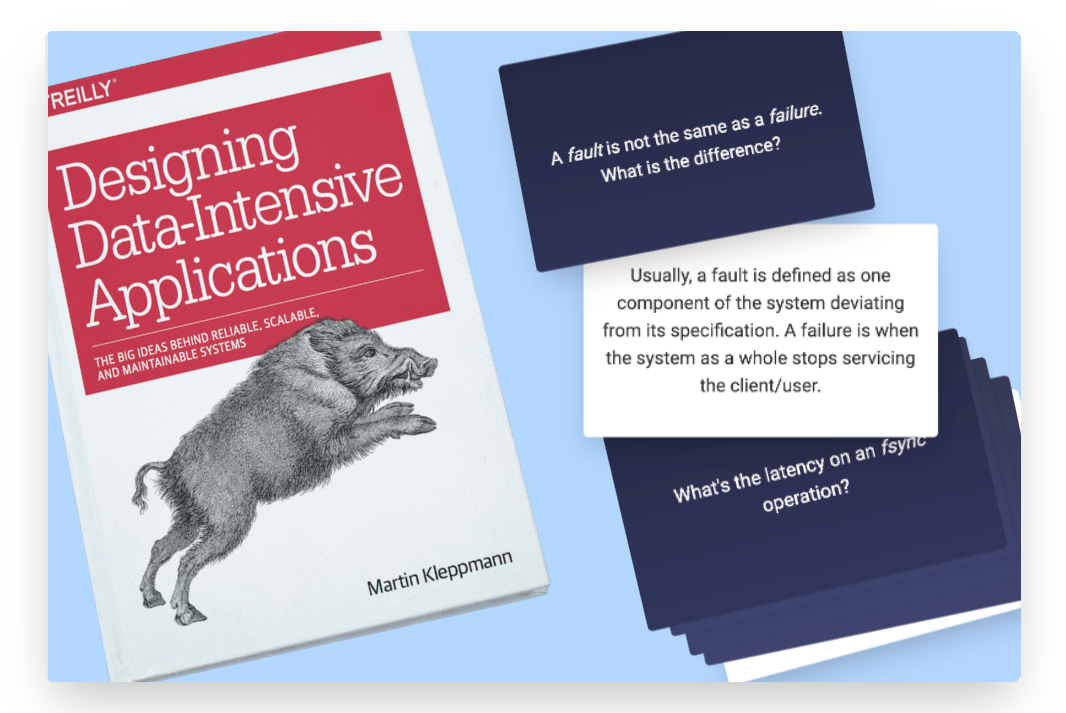 'REILLY®
Designing
Data-Intensive
Applications
THE BIG IDEAS BEHIND RELIABLE, SCALABLE,
AND MAINTAINABLE SYSTEMS
Martin Kleppmann
A fault is not the same as a failure.
What is the difference?
Usually, a fault is defined as one
component of the system deviating
from its specification. A failure is when
the system as a whole stops servicing
the client/user.
What's the latency on an fsync
operation?